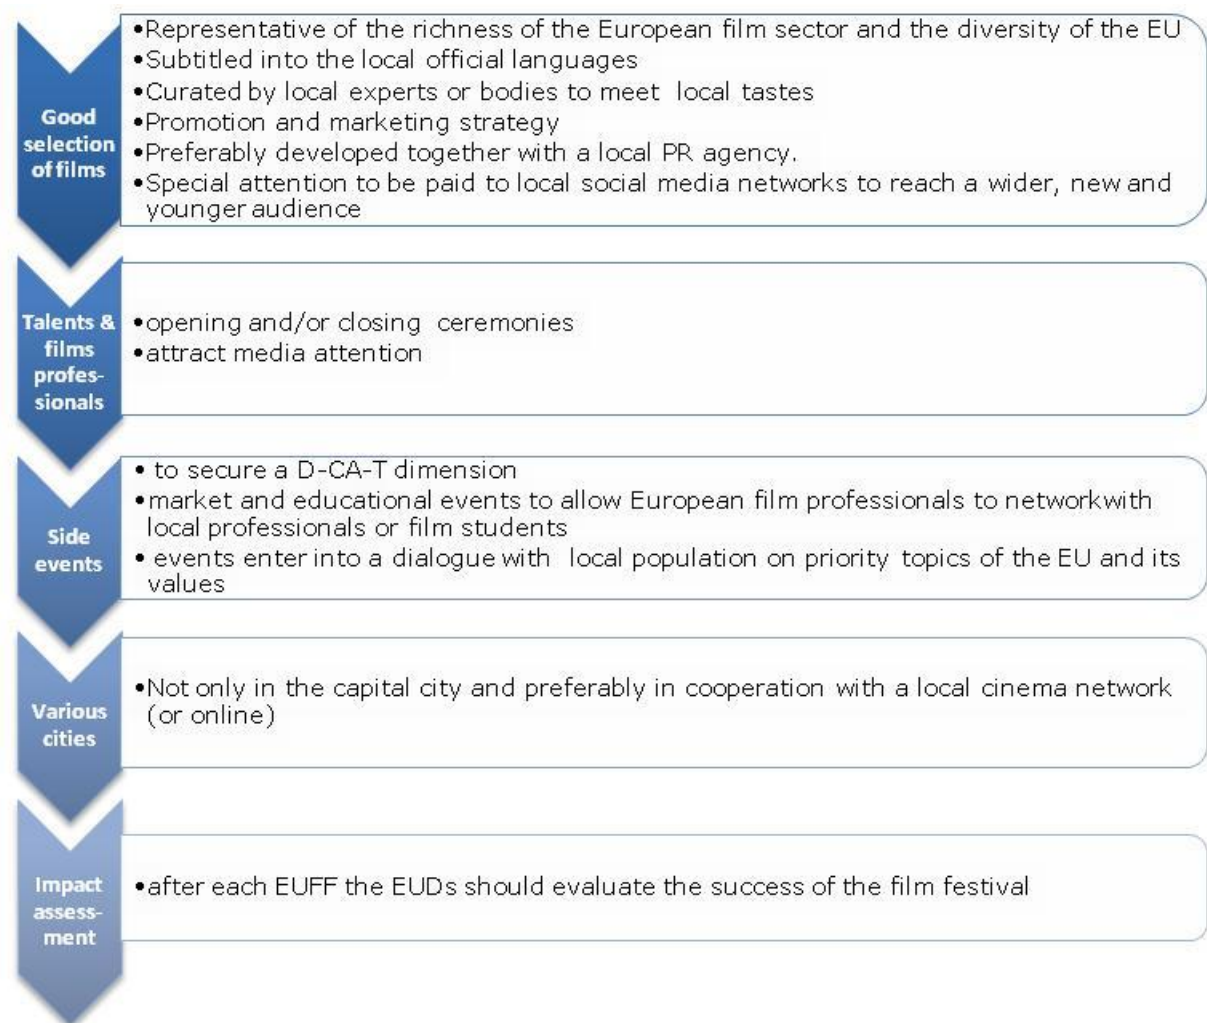 Good
selection
of films
•Representative of the richness of the European film sector and the diversity of the EU
•Subtitled into the local official languages
•Curated by local experts or bodies to meet local tastes
•Promotion and marketing strategy
•Preferably developed together with a local PR agency.
•Special attention to be paid to local social media networks to reach a wider, new and
younger audience
Talents &
films
profes-
sionals
•opening and/or closing ceremonies
•attract media attention
Side
events
• to secure a D-CA-T dimension
•market and educational events to allow European film professionals to networkwith
local professionals or film students
• events enter into a dialogue with local population on priority topics of the EU and its
values
Various
cities
•Not only in the capital city and preferably in cooperation with a local cinema network
(or online)
Impact
assess-
ment
•after each EUFF the EUDs should evaluate the success of the film festival